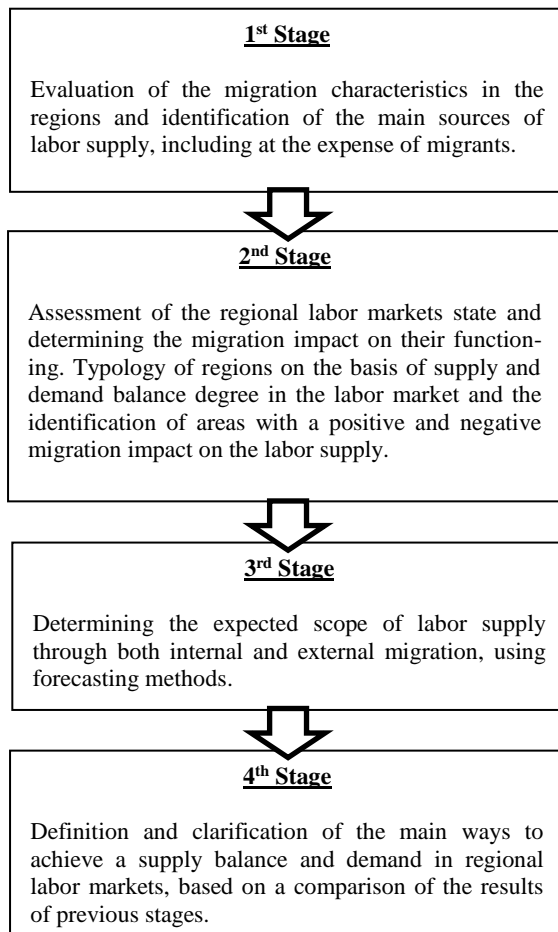 1st Stage
Evaluation of the migration characteristics in the
regions and identification of the main sources of
labor supply, including at the expense of migrants.
2nd Stage
Assessment of the regional labor markets state and
determining the migration impact on their function-
ing. Typology of regions on the basis of supply and
demand balance degree in the labor market and the
identification of areas with a positive and negative
migration impact on the labor supply.
3rd Stage
Determining the expected scope of labor supply
through both internal and external migration, using
forecasting methods.
4th Stage
Definition and clarification of the main ways to
achieve a supply balance and demand in regional
labor markets, based on a comparison of the results
of previous stages.